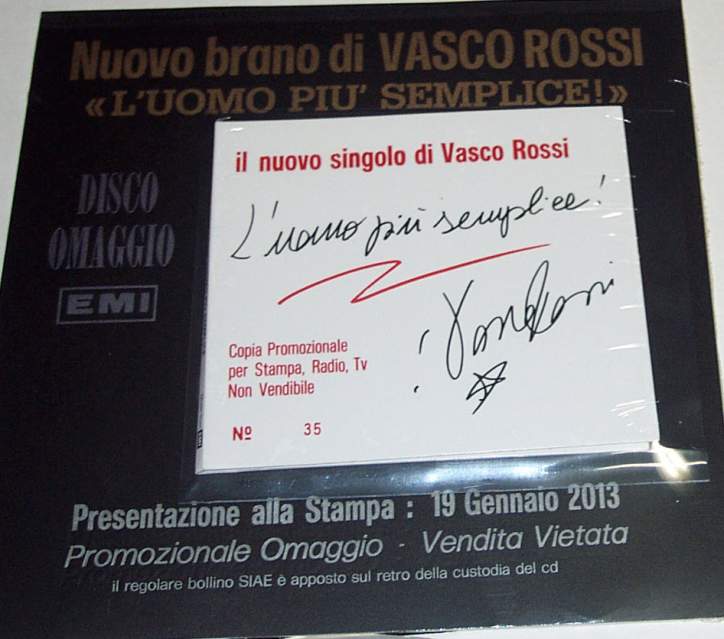 Nuovo brano di VASCO ROSSI
«L'UOMO PIU' SEMPLICE!»
DISCO
OMAGGIO
EMI
il nuovo singolo di Vasco Rossi
L'uomo più semplice!
Vasco Rossi
Copia Promozionale
per Stampa, Radio, Tv
Non Vendibile
Nº 35
Presentazione alla Stampa : 19 Gennaio 2013
Promozionale Omaggio - Vendita Vietata
il regolare bollino SIAE è apposto sul retro della custodia del cd